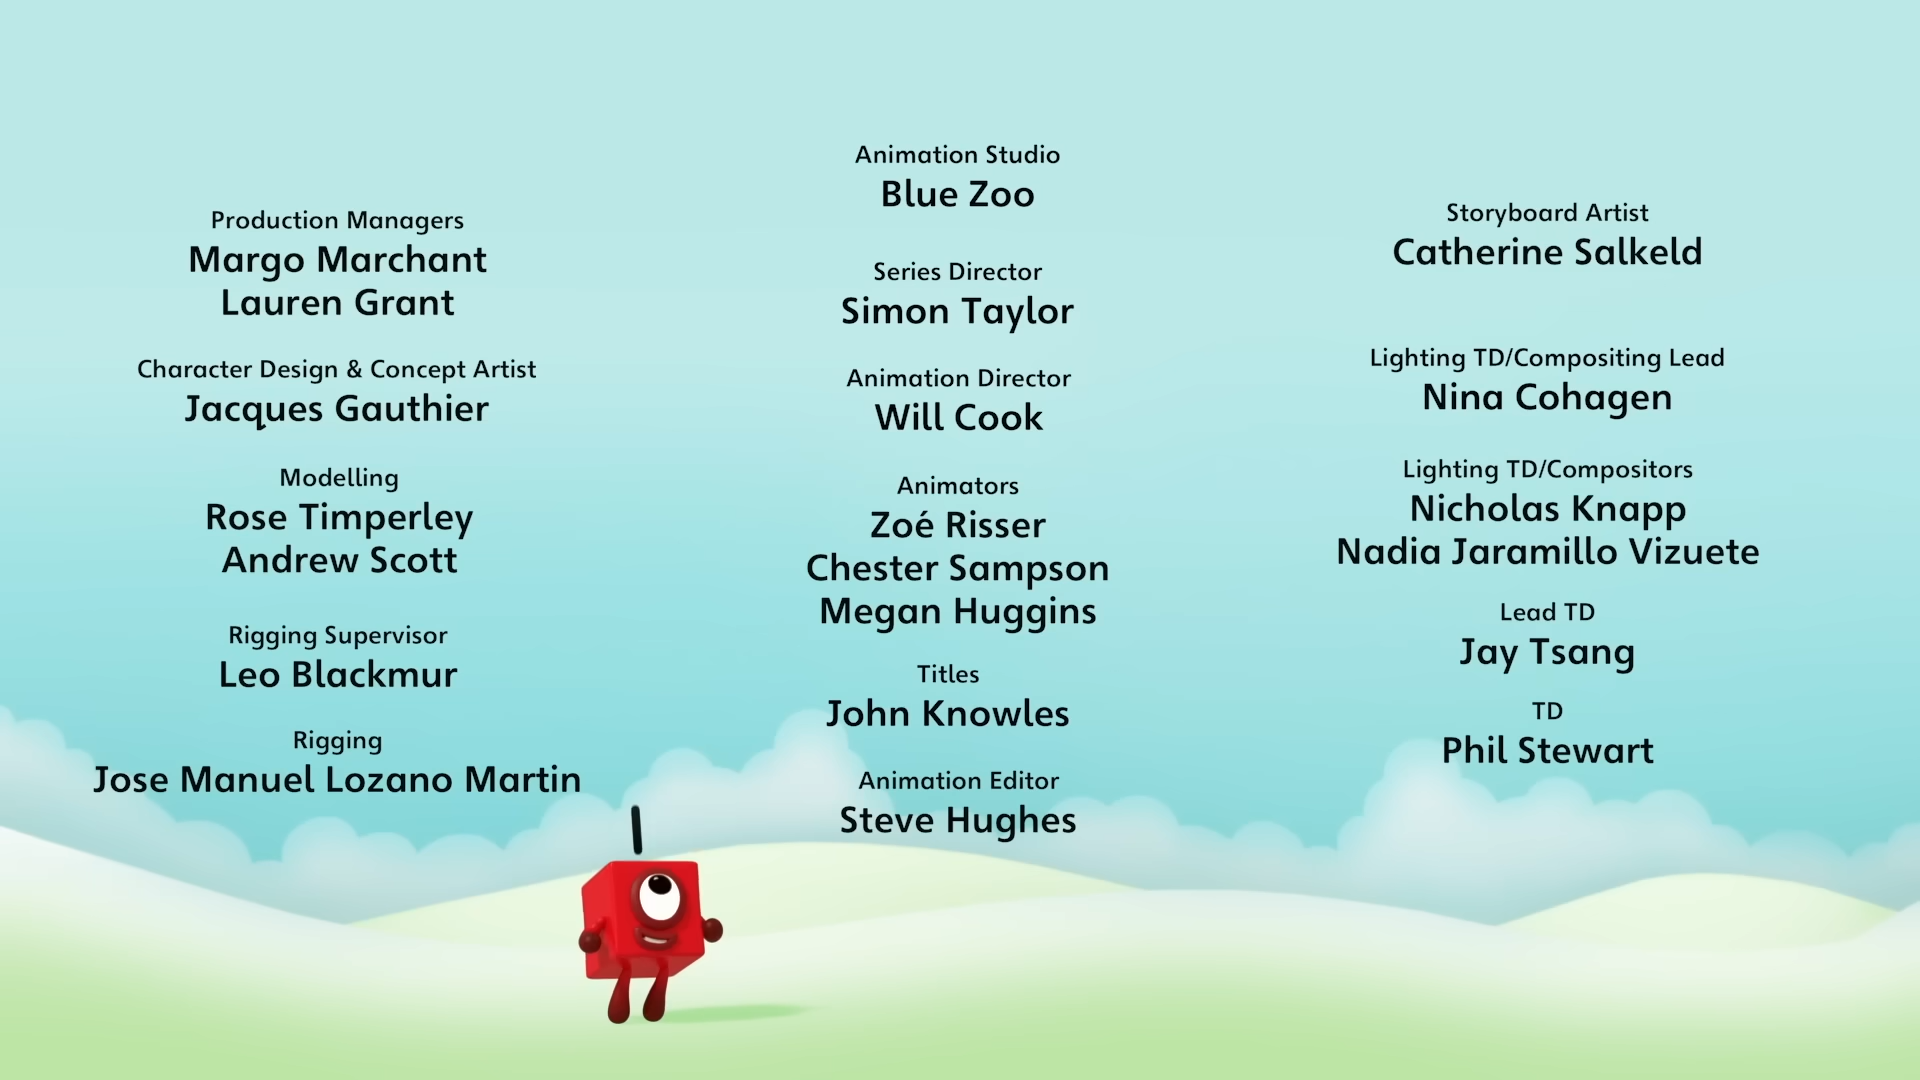 Production Managers
Margo Marchant
Lauren Grant
Character Design & Concept Artist
Jacques Gauthier
Modelling
Rose Timperley
Andrew Scott
Rigging Supervisor
Leo Blackmur
Rigging
Jose Manuel Lozano Martin
Animation Studio
Blue Zoo
Series Director
Simon Taylor
Animation Director
Will Cook
Animators
Zoé Risser
Chester Sampson
Megan Huggins
Titles
John Knowles
Animation Editor
Steve Hughes
Storyboard Artist
Catherine Salkeld
Lighting TD/Compositing Lead
Nina Cohagen
Lighting TD/Compositors
Nicholas Knapp
Nadia Jaramillo Vizuete
Lead TD
Jay Tsang
TD
Phil Stewart